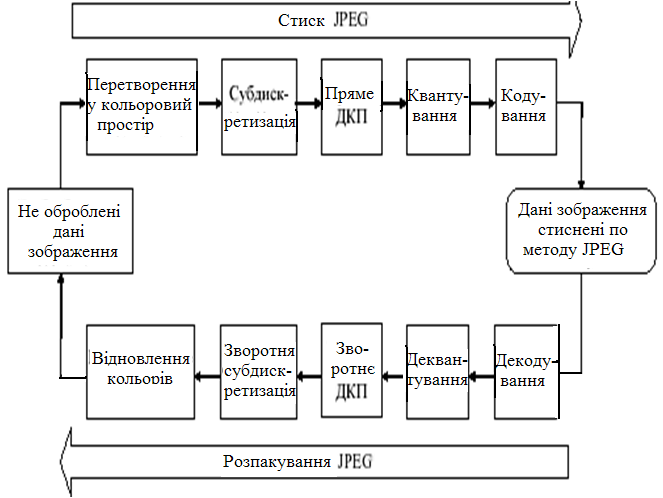 Стиск JPEG
Перетворення
у кольоровий
простір
Субдиск-
ретизація
Пряме
ДКП
Кванту-
вання
Коду-
вання
Не оброблені
дані
зображення
Дані зображення
стиснені по
методу JPEG
Відновлення
кольорів
Зворотня
субдиск-
ретизація
Зво-
ротнє
ДКП
Декван-
тування
Декоду-
вання
Розпакування JPEG